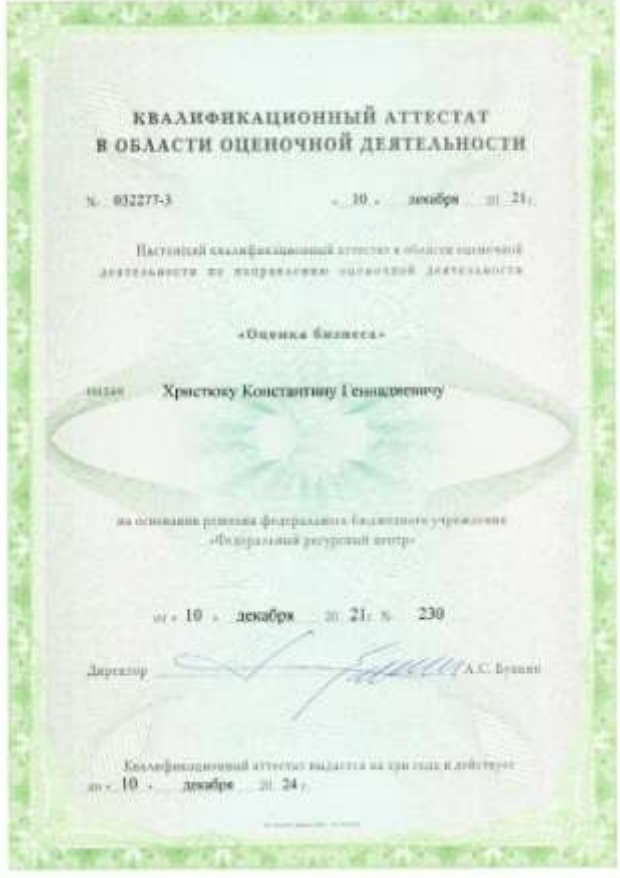 КВАЛИФИКАЦИОННЫЙ АТТЕСТАТ
В ОБЛАСТИ ОЦЕНОЧНОЙ ДЕЯТЕЛЬНОСТИ
№ 032277-3 « 10 » декабря 20 21 г.
Настоящий квалификационный аттестат в области оценочной
деятельности по направлению оценочной деятельности
«Оценка бизнеса»
выдан Христюку Константину Геннадиевичу
на основании решения федерального бюджетного учреждения
«Федеральный ресурсный центр»
от « 10 » декабря 20 21 г. № 230
Директор А.С. Бункин
Квалификационный аттестат выдается на три года и действует
до « 10 » декабря 20 24 г.